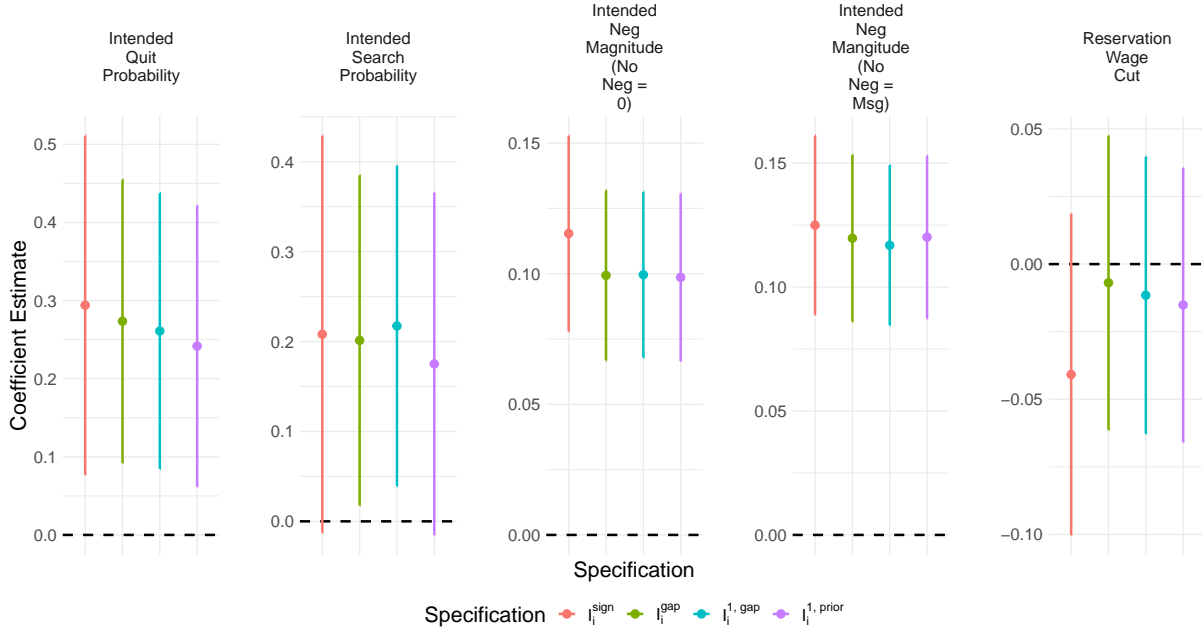 Intended
Quit
Probability
Intended
Search
Probability
Intended
Neg
Magnitude
(No
Neg =
0)
Intended
Neg
Mangitude
(No
Neg =
Msg)
Reservation
Wage
Cut
Coefficient Estimate
0.5
0.4
0.3
0.2
0.1
0.0
0.4
0.3
0.2
0.1
0.0
0.15
0.10
0.05
0.00
0.15
0.10
0.05
0.00
0.05
0.00
−0.05
−0.10
Specification
Specification I_i^sign I_i^gap I_i^1, gap I_i^1, prior